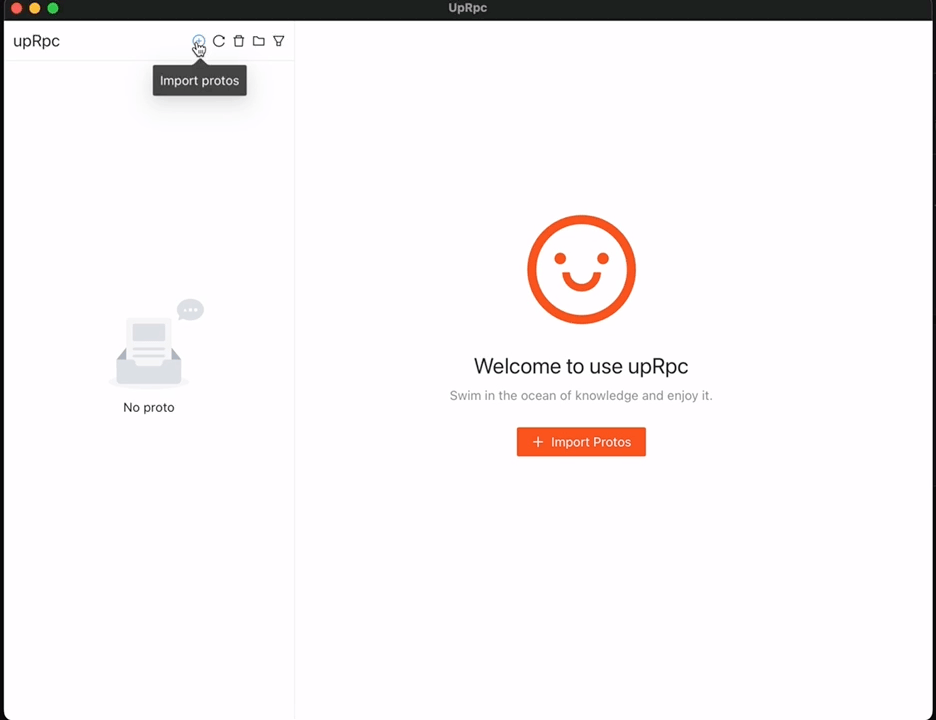 UpRpc
upRpc
Import protos
No proto
Welcome to use upRpc
Swim in the ocean of knowledge and enjoy it.
Import Protos